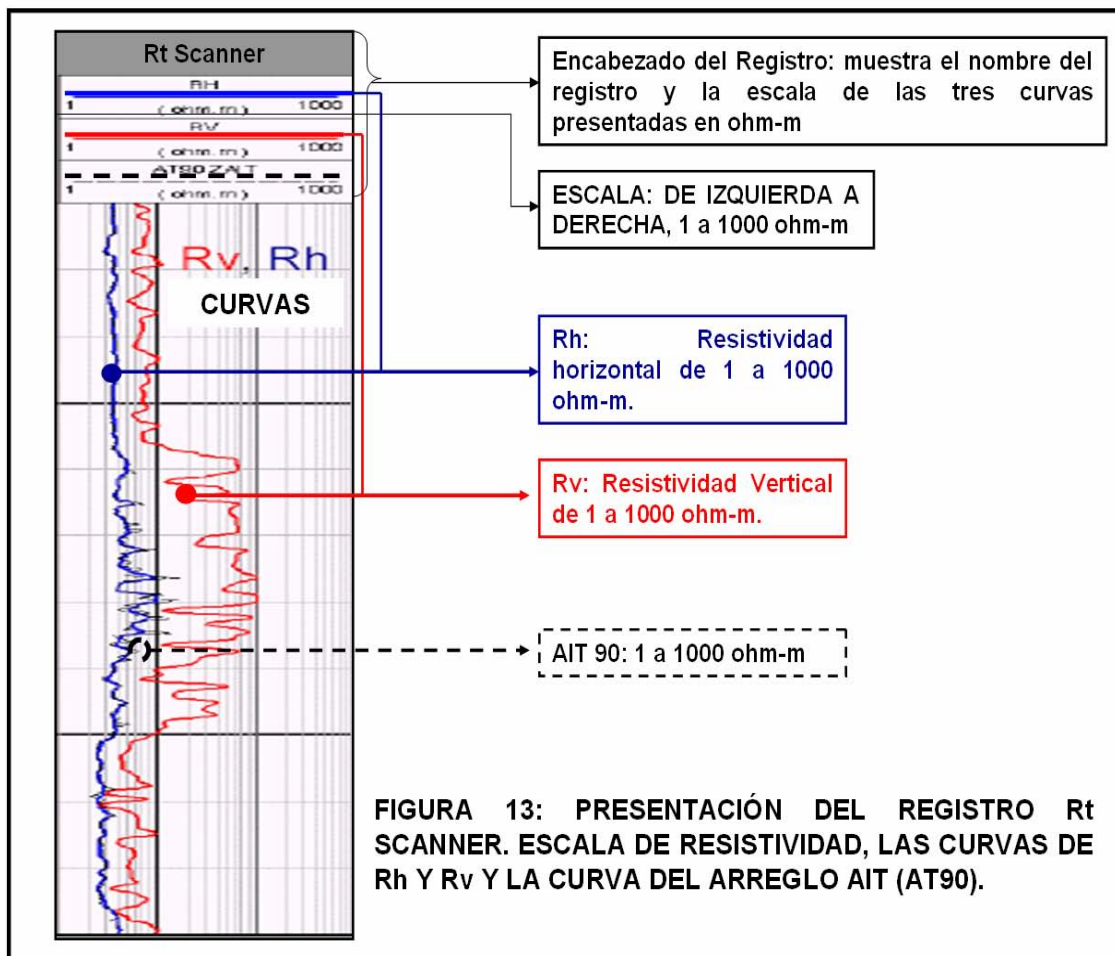 Rt Scanner
RH
1 (ohm.m) 1000
RV
1 (ohm.m) 1000
AT90 ZALT
1 (ohm.m) 1000
Rv, Rh
CURVAS
Encabezado del Registro: muestra el nombre del
registro y la escala de las tres curvas
presentadas en ohm-m
ESCALA: DE IZQUIERDA A
DERECHA, 1 a 1000 ohm-m
Rh: Resistividad
horizontal de 1 a 1000
ohm-m.
Rv: Resistividad Vertical
de 1 a 1000 ohm-m.
AIT 90: 1 a 1000 ohm-m
FIGURA 13: PRESENTACIÓN DEL REGISTRO Rt
SCANNER. ESCALA DE RESISTIVIDAD, LAS CURVAS DE
Rh Y Rv Y LA CURVA DEL ARREGLO AIT (AT90).